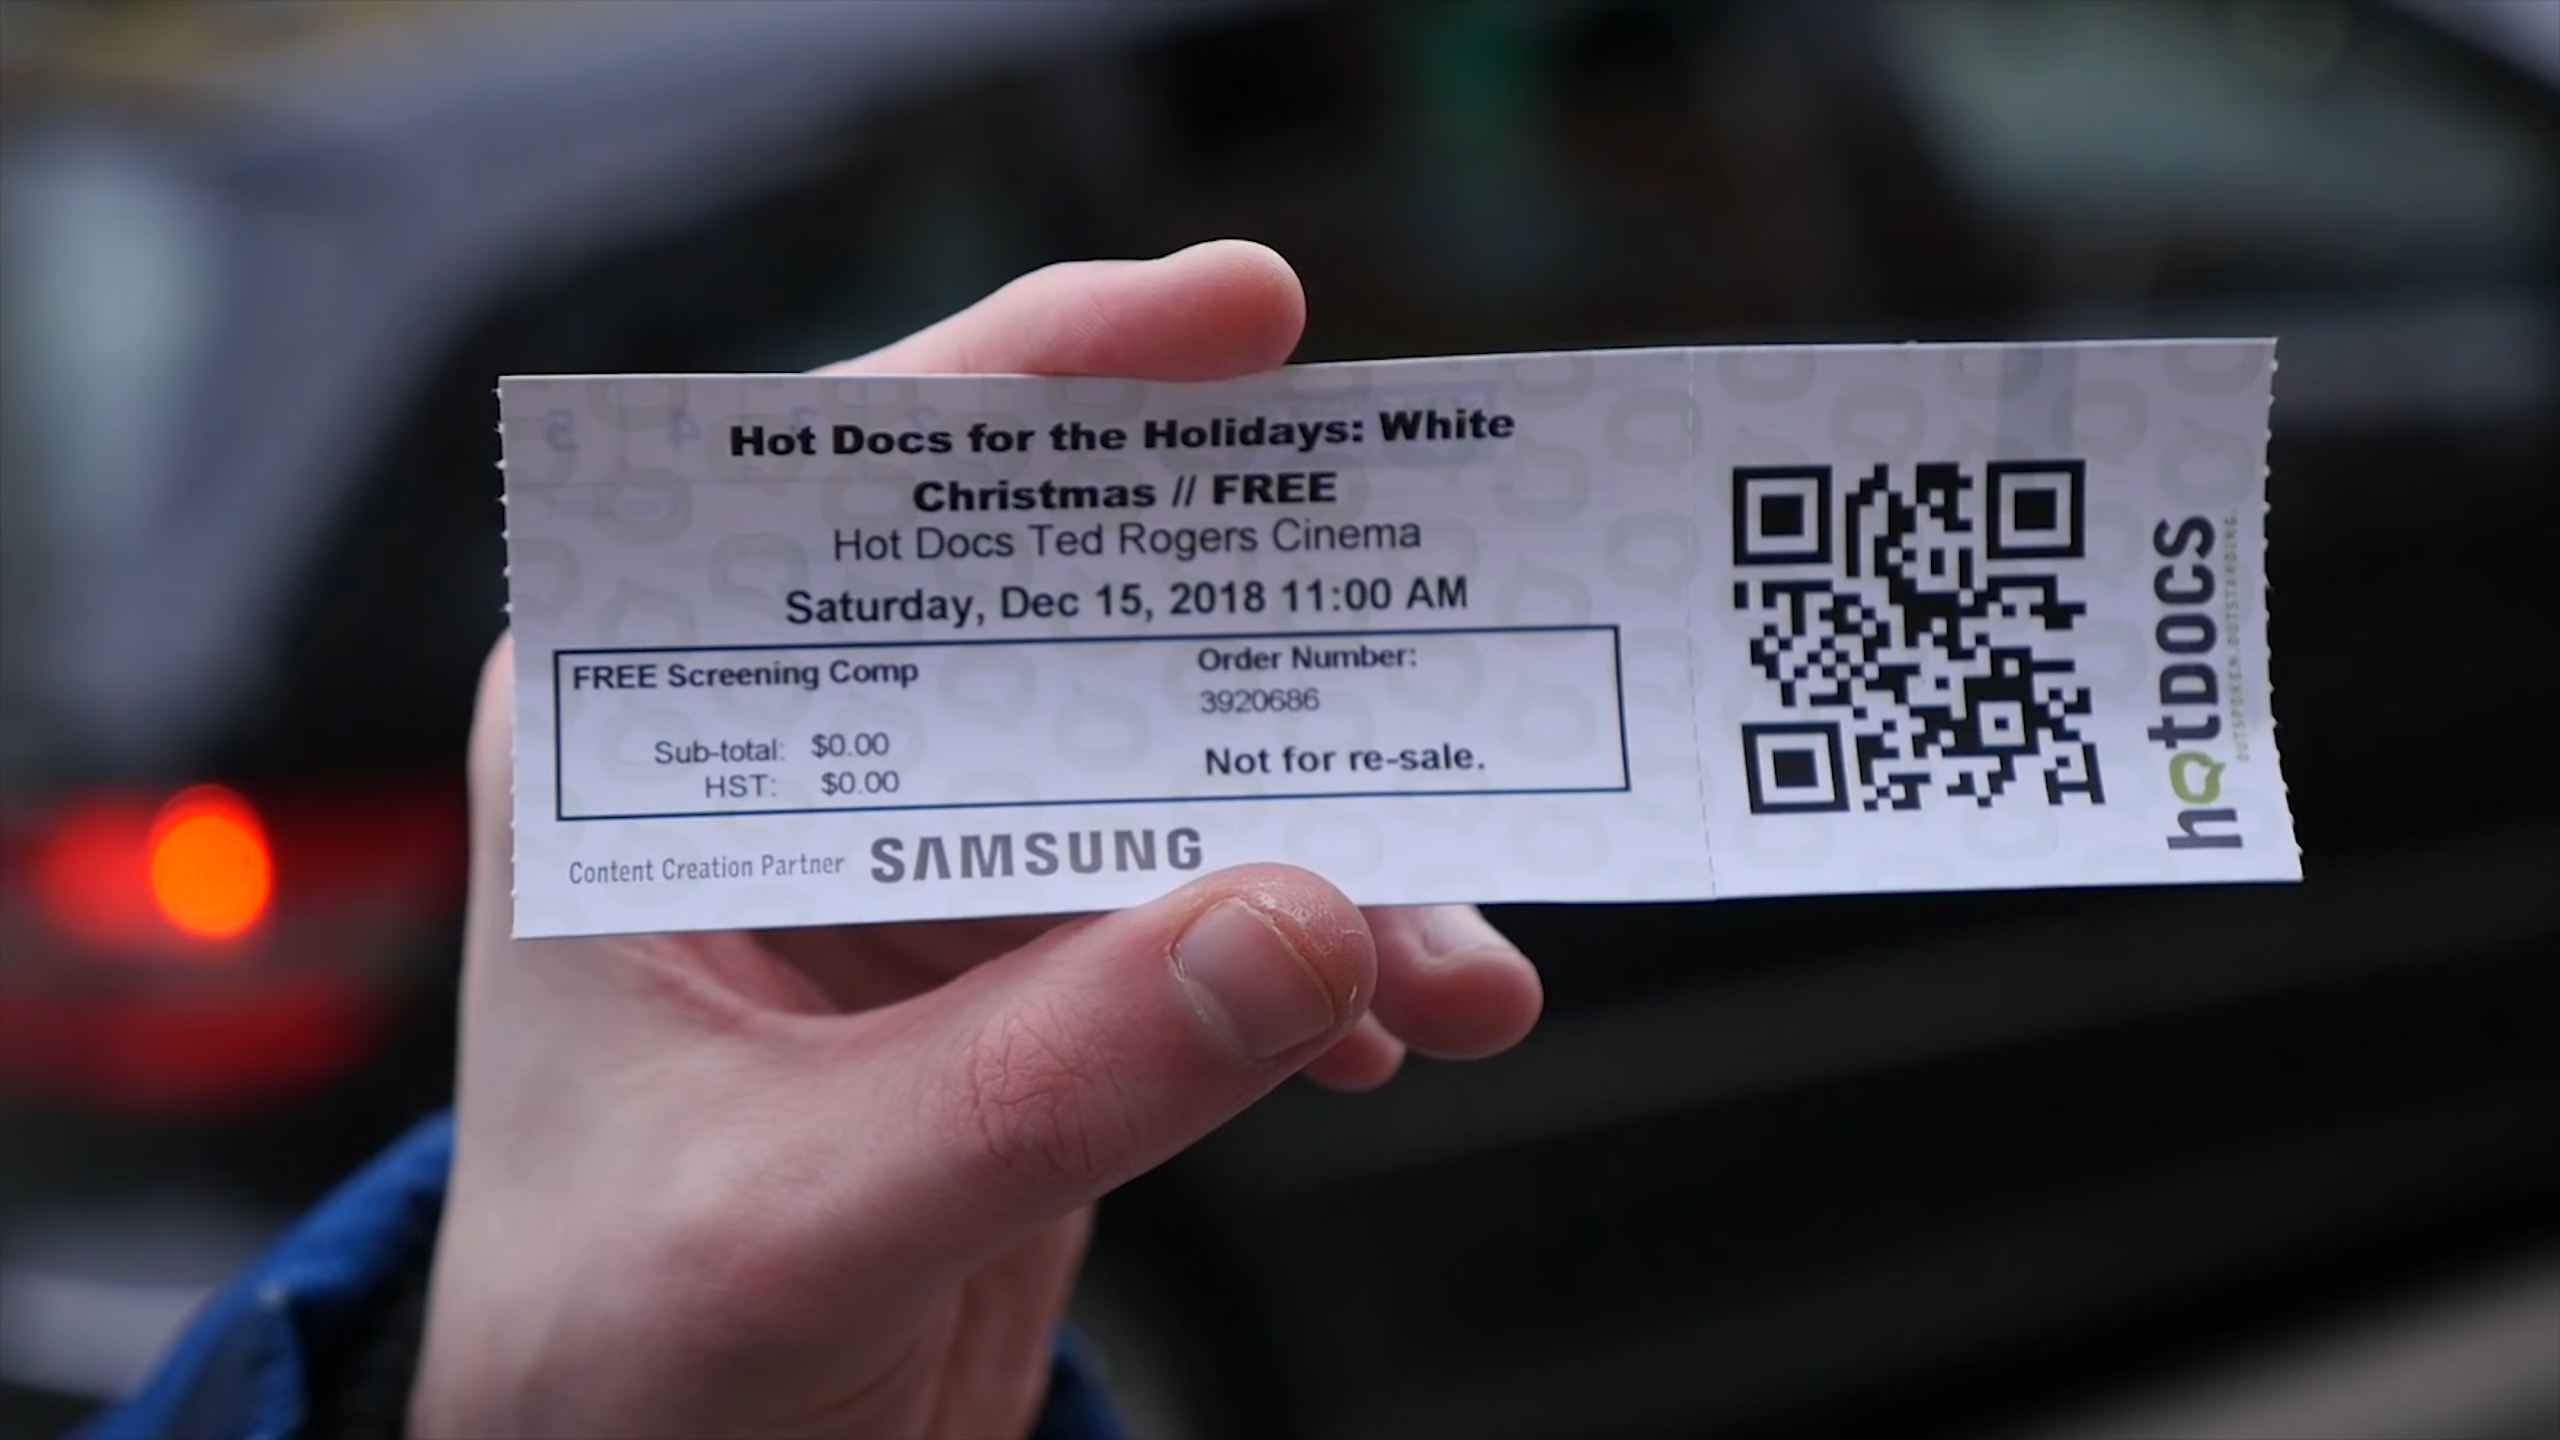 Hot Docs for the Holidays: White
Christmas // FREE
Hot Docs Ted Rogers Cinema
Saturday, Dec 15, 2018 11:00 AM
FREE Screening Comp
Sub-total: $0.00
HST: $0.00
Order Number:
3920686
Not for re-sale.
Content Creation Partner SAMSUNG
hotDOCS
OUTSPOKEN.OUTSTANDING.